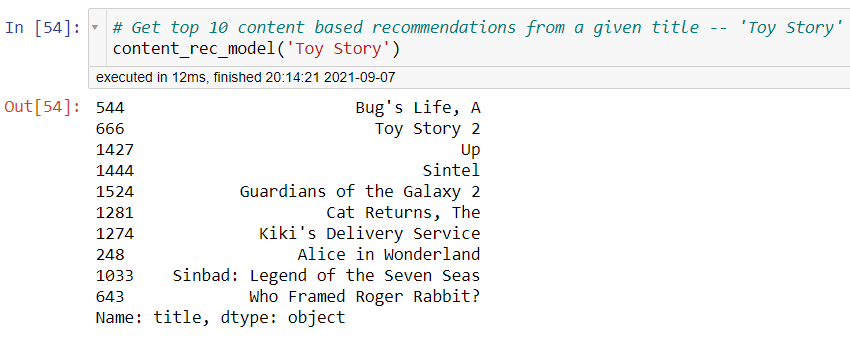 In [54]: # Get top 10 content based recommendations from a given title -- 'Toy Story'
content_rec_model('Toy Story')
executed in 12ms, finished 20:14:21 2021-09-07
Out[54]: 544 Bug's Life, A
666 Toy Story 2
1427 Up
1444 Sintel
1524 Guardians of the Galaxy 2
1281 Cat Returns, The
1274 Kiki's Delivery Service
248 Alice in Wonderland
1033 Sinbad: Legend of the Seven Seas
643 Who Framed Roger Rabbit?
Name: title, dtype: object